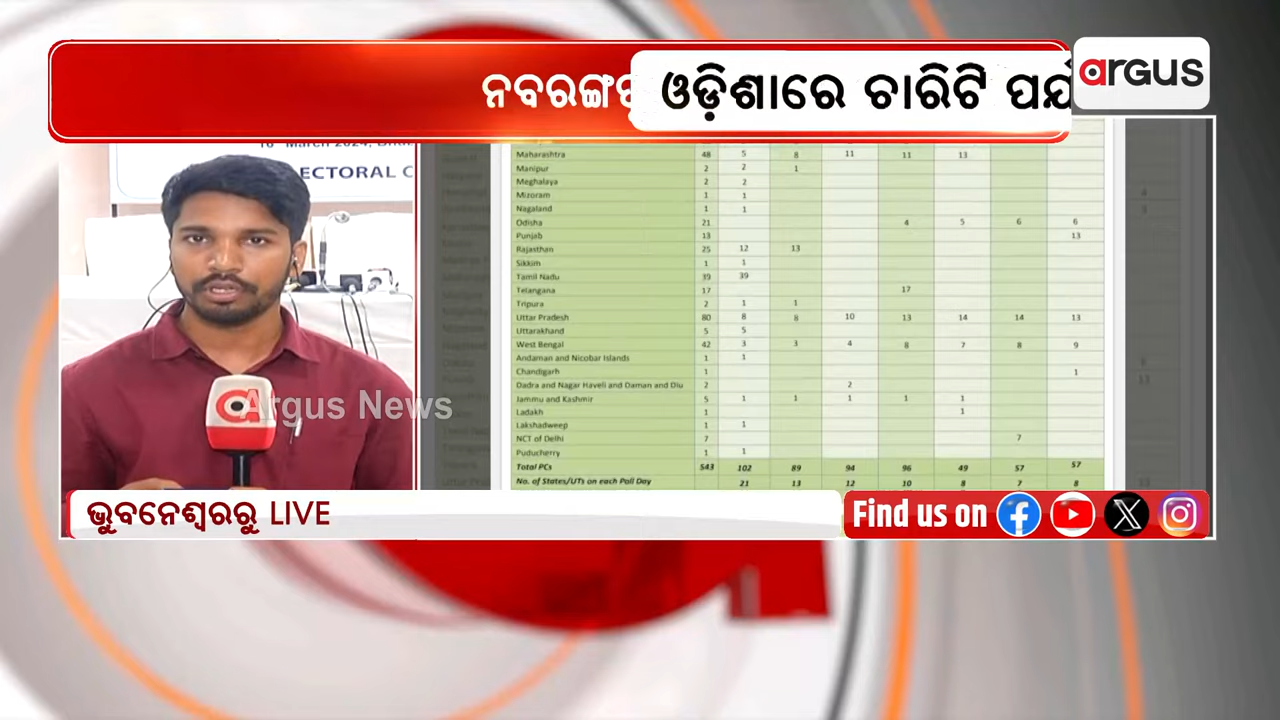 ନବରଙ୍ଗ
ଓଡ଼ିଶାରେ ଚାରିଟି
argus
March 2024,
ECTORAL C
Maharashtra 48 5 8 11 11 13
Manipur 2 2 1
Meghalaya 2 2
Mizoram 1 1
Nagaland 1 1
Odisha 21 4 5 6 6
Punjab 13 13
Rajasthan 25 12 13
Sikkim 1 1
Tamil Nadu 39 39
Telangana 17 17
Tripura 2 1 1
Uttar Pradesh 80 8 8 10 13 14 14 13
Uttarakhand 5 5
West Bengal 42 3 3 4 8 7 8 9
Andaman and Nicobar Islands 1 1
Chandigarh 1 1
Dadra and Nagar Haveli and Daman and Diu 2 2
Jammu and Kashmir 5 1 1 1 1 1
Ladakh 1 1
Lakshadweep 1 1
NCT of Delhi 7 7
Puducherry 1 1
Total PCs 543 102 89 94 96 49 57 57
No. of States/UTs on each Poll Day 21 13 12 10 8 7 8
Argus News
ଭୁବନେଶ୍ୱରରୁ LIVE
Find us on